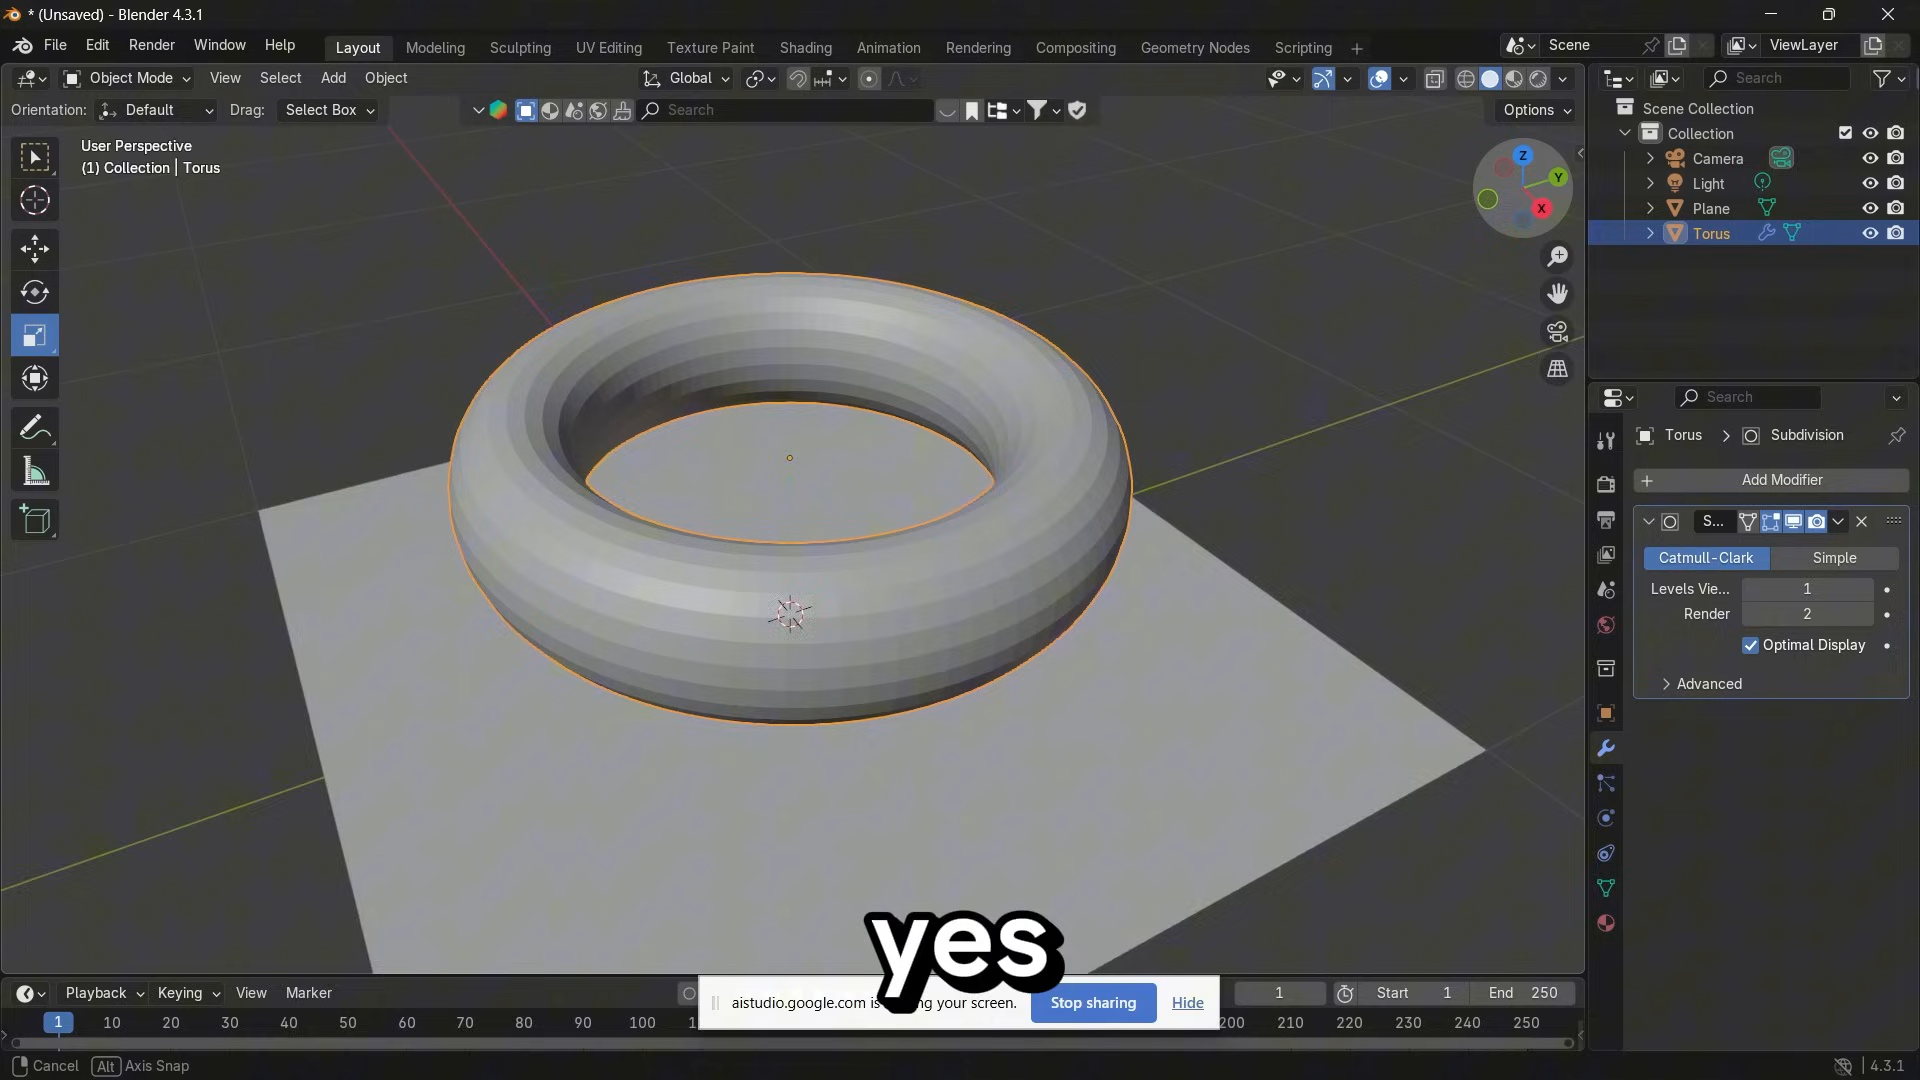 * (Unsaved) - Blender 4.3.1
File Edit Render Window Help
Layout Modeling Sculpting UV Editing Texture Paint Shading Animation Rendering Compositing Geometry Nodes Scripting +
Scene
ViewLayer
Object Mode View Select Add Object
Global
Search
Orientation: Default Drag: Select Box
Search
Options
User Perspective
(1) Collection | Torus
Z
Y
X
Scene Collection
Collection
Camera
Light
Plane
Torus
Search
Torus > Subdivision
+ Add Modifier
S...
Catmull-Clark Simple
Levels Vie... 1
Render 2
Optimal Display
Advanced
yes
Playback Keying View Marker
aistudio.google.com is
your screen.
Stop sharing
Hide
1
Start 1 End 250
1 10 20 30 40 50 60 70 80 90 100
200 210 220 230 240 250
Cancel Alt Axis Snap
4.3.1